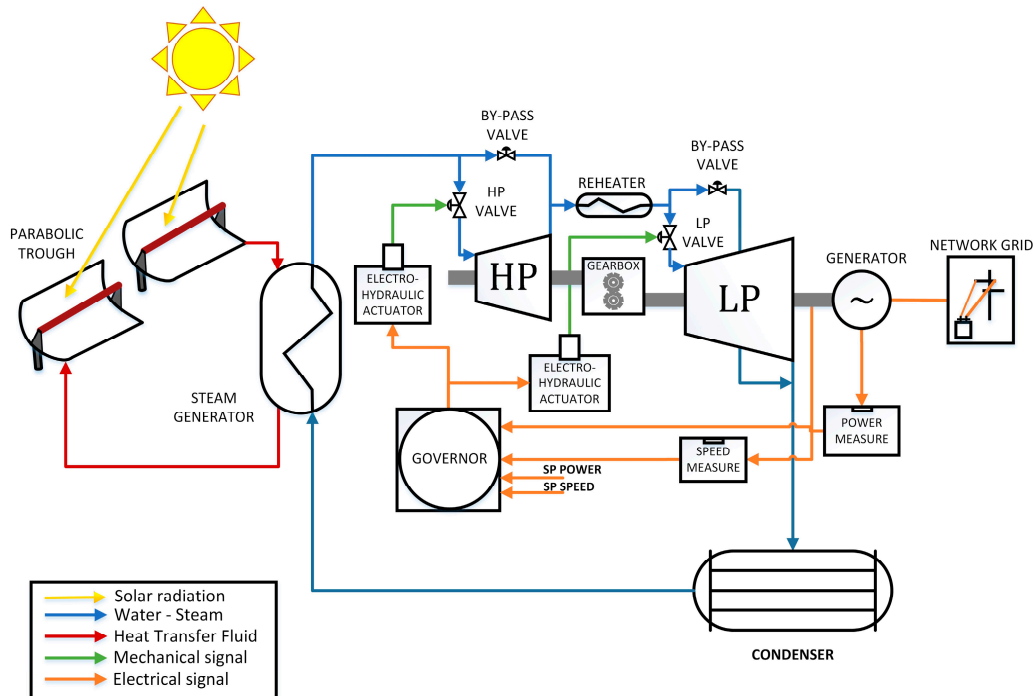 BY-PASS
VALVE
BY-PASS
VALVE
HP
VALVE
REHEATER
LP
VALVE
PARABOLIC
TROUGH
ELECTRO-
HYDRAULIC
ACTUATOR
HP
GEARBOX
LP
GENERATOR
~
NETWORK GRID
STEAM
GENERATOR
ELECTRO-
HYDRAULIC
ACTUATOR
POWER
MEASURE
GOVERNOR
SPEED
MEASURE
SP POWER
SP SPEED
Solar radiation
Water - Steam
Heat Transfer Fluid
Mechanical signal
Electrical signal
CONDENSER